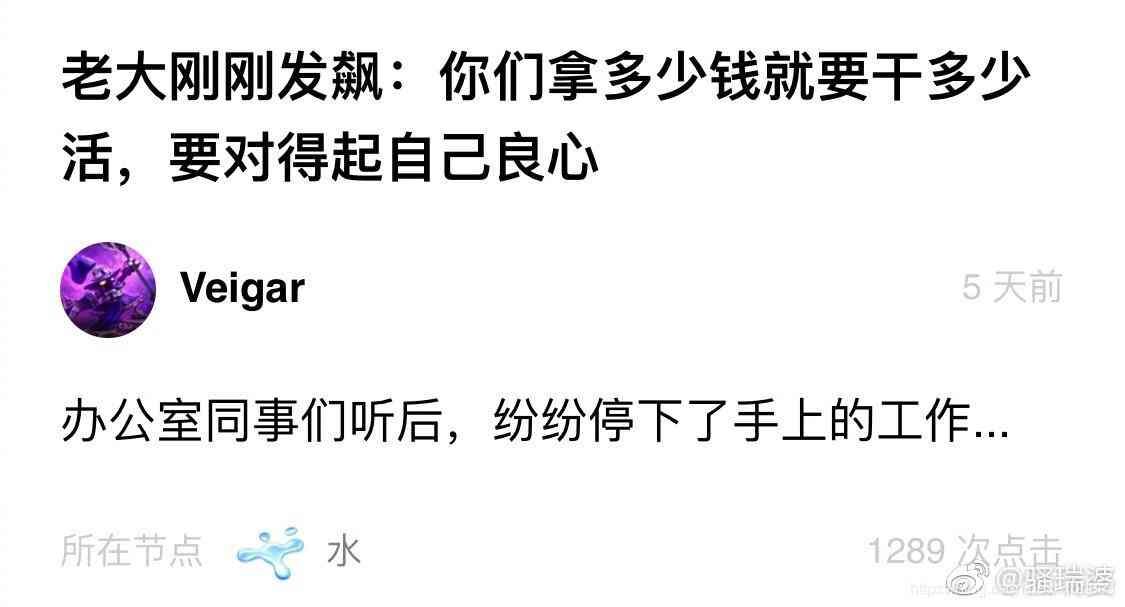 老大刚刚发飙：你们拿多少钱就要干多少
活，要对得起自己良心
Veigar
5 天前
办公室同事们听后，纷纷停下了手上的工作...
所在节点 水
1289 次点击
@骚瑞婆